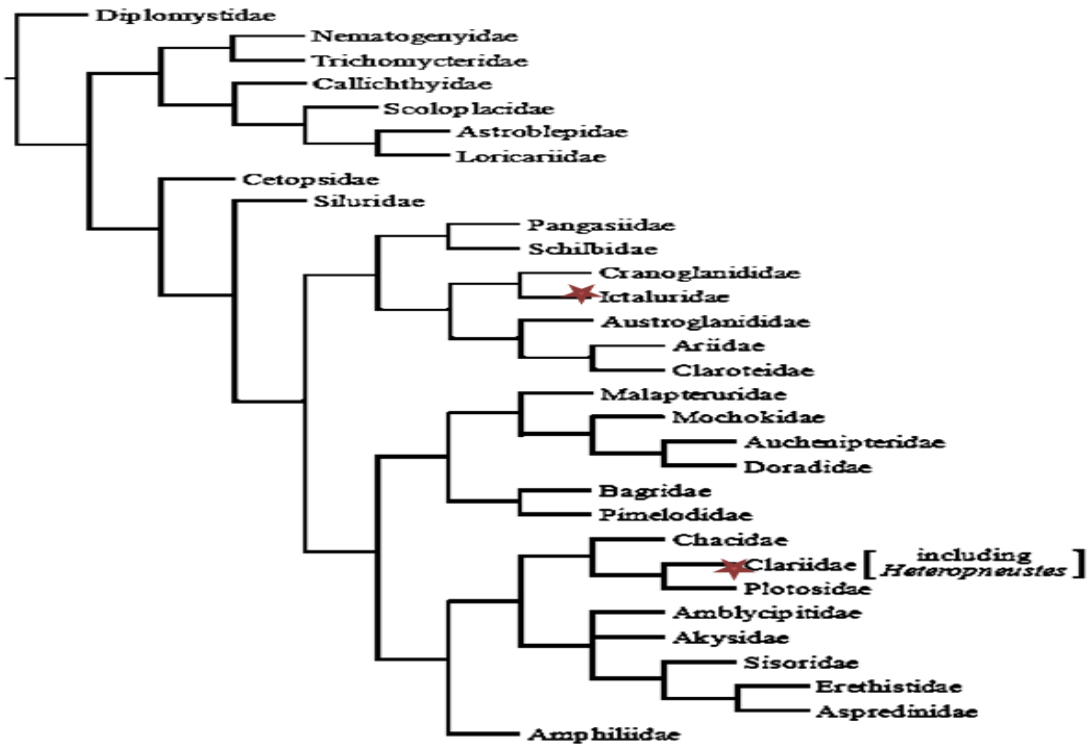 Diplomystidae
Nematogenyidae
Trichomycteridae
Callichthyidae
Scoloplacidae
Astroblepidae
Loricariidae
Cetopsidae
Siluridae
Pangasiidae
Schilbidae
Cranoglanididae
Ictaluridae
Austroglanididae
Ariidae
Claroteidae
Malapteruridae
Mochokidae
Auchenipteridae
Doradidae
Bagridae
Pimelodidae
Chacidae
Clariidae [ including
Heteropneustes ]
Plotosidae
Amblycipitidae
Akysidae
Sisoridae
Erethistidae
Aspredinidae
Amphiliidae